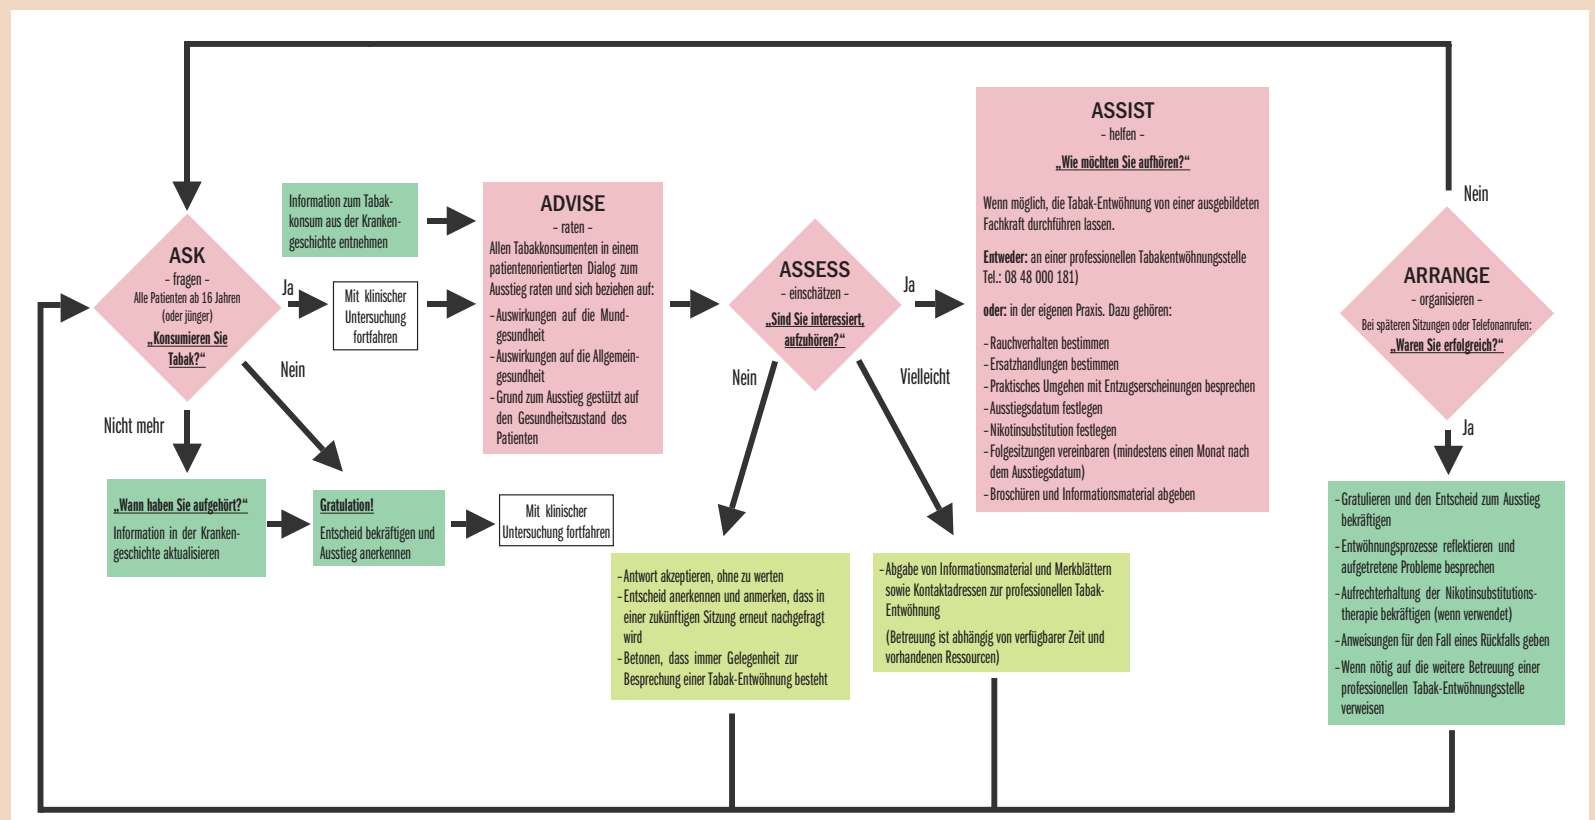 ASK
– fragen –
Alle Patienten ab 16 Jahren
(oder jünger)
„Konsumieren Sie
Tabak?“
Ja
Nein
Nicht mehr
Information zum Tabak-
konsum aus der Kranken-
geschichte entnehmen
Mit klinischer
Untersuchung
fortfahren
„Wann haben Sie aufgehört?“
Information in der Kranken-
geschichte aktualisieren
Gratulation!
Entscheid bekräftigen und
Ausstieg anerkennen
Mit klinischer
Untersuchung fortfahren
ADVISE
– raten –
Allen Tabakkonsumenten in einem
patientenorientierten Dialog zum
Ausstieg raten und sich beziehen auf:
– Auswirkungen auf die Mund-
gesundheit
– Auswirkungen auf die Allgemein-
gesundheit
– Grund zum Ausstieg gestützt auf
den Gesundheitszustand des
Patienten
ASSESS
– einschätzen –
„Sind Sie interessiert,
aufzuhören?“
Ja
Nein
Vielleicht
– Antwort akzeptieren, ohne zu werten
– Entscheid anerkennen und anmerken, dass in
einer zukünftigen Sitzung erneut nachgefragt
wird
– Betonen, dass immer Gelegenheit zur
Besprechung einer Tabak-Entwöhnung besteht
– Abgabe von Informationsmaterial und Merkblättern
sowie Kontaktadressen zur professionellen Tabak-
Entwöhnung
(Betreuung ist abhängig von verfügbarer Zeit und
vorhandenen Ressourcen)
ASSIST
– helfen –
„Wie möchten Sie aufhören?“
Wenn möglich, die Tabak-Entwöhnung von einer ausgebildeten
Fachkraft durchführen lassen.
Entweder: an einer professionellen Tabakentwöhnungsstelle
Tel.: 08 48 000 181)
oder: in der eigenen Praxis. Dazu gehören:
– Rauchverhalten bestimmen
– Ersatzhandlungen bestimmen
– Praktisches Umgehen mit Entzugserscheinungen besprechen
– Ausstiegsdatum festlegen
– Nikotinsubstitution festlegen
– Folgesitzungen vereinbaren (mindestens einen Monat nach
dem Ausstiegsdatum)
– Broschüren und Informationsmaterial abgeben
Nein
ARRANGE
– organisieren –
Bei späteren Sitzungen oder Telefonanrufen:
„Waren Sie erfolgreich?“
Ja
– Gratulieren und den Entscheid zum Ausstieg
bekräftigen
– Entwöhnungsprozesse reflektieren und
aufgetretene Probleme besprechen
– Aufrechterhaltung der Nikotinsubstitutions-
therapie bekräftigen (wenn verwendet)
– Anweisungen für den Fall eines Rückfalls geben
– Wenn nötig auf die weitere Betreuung einer
professionellen Tabak-Entwöhnungsstelle
verweisen